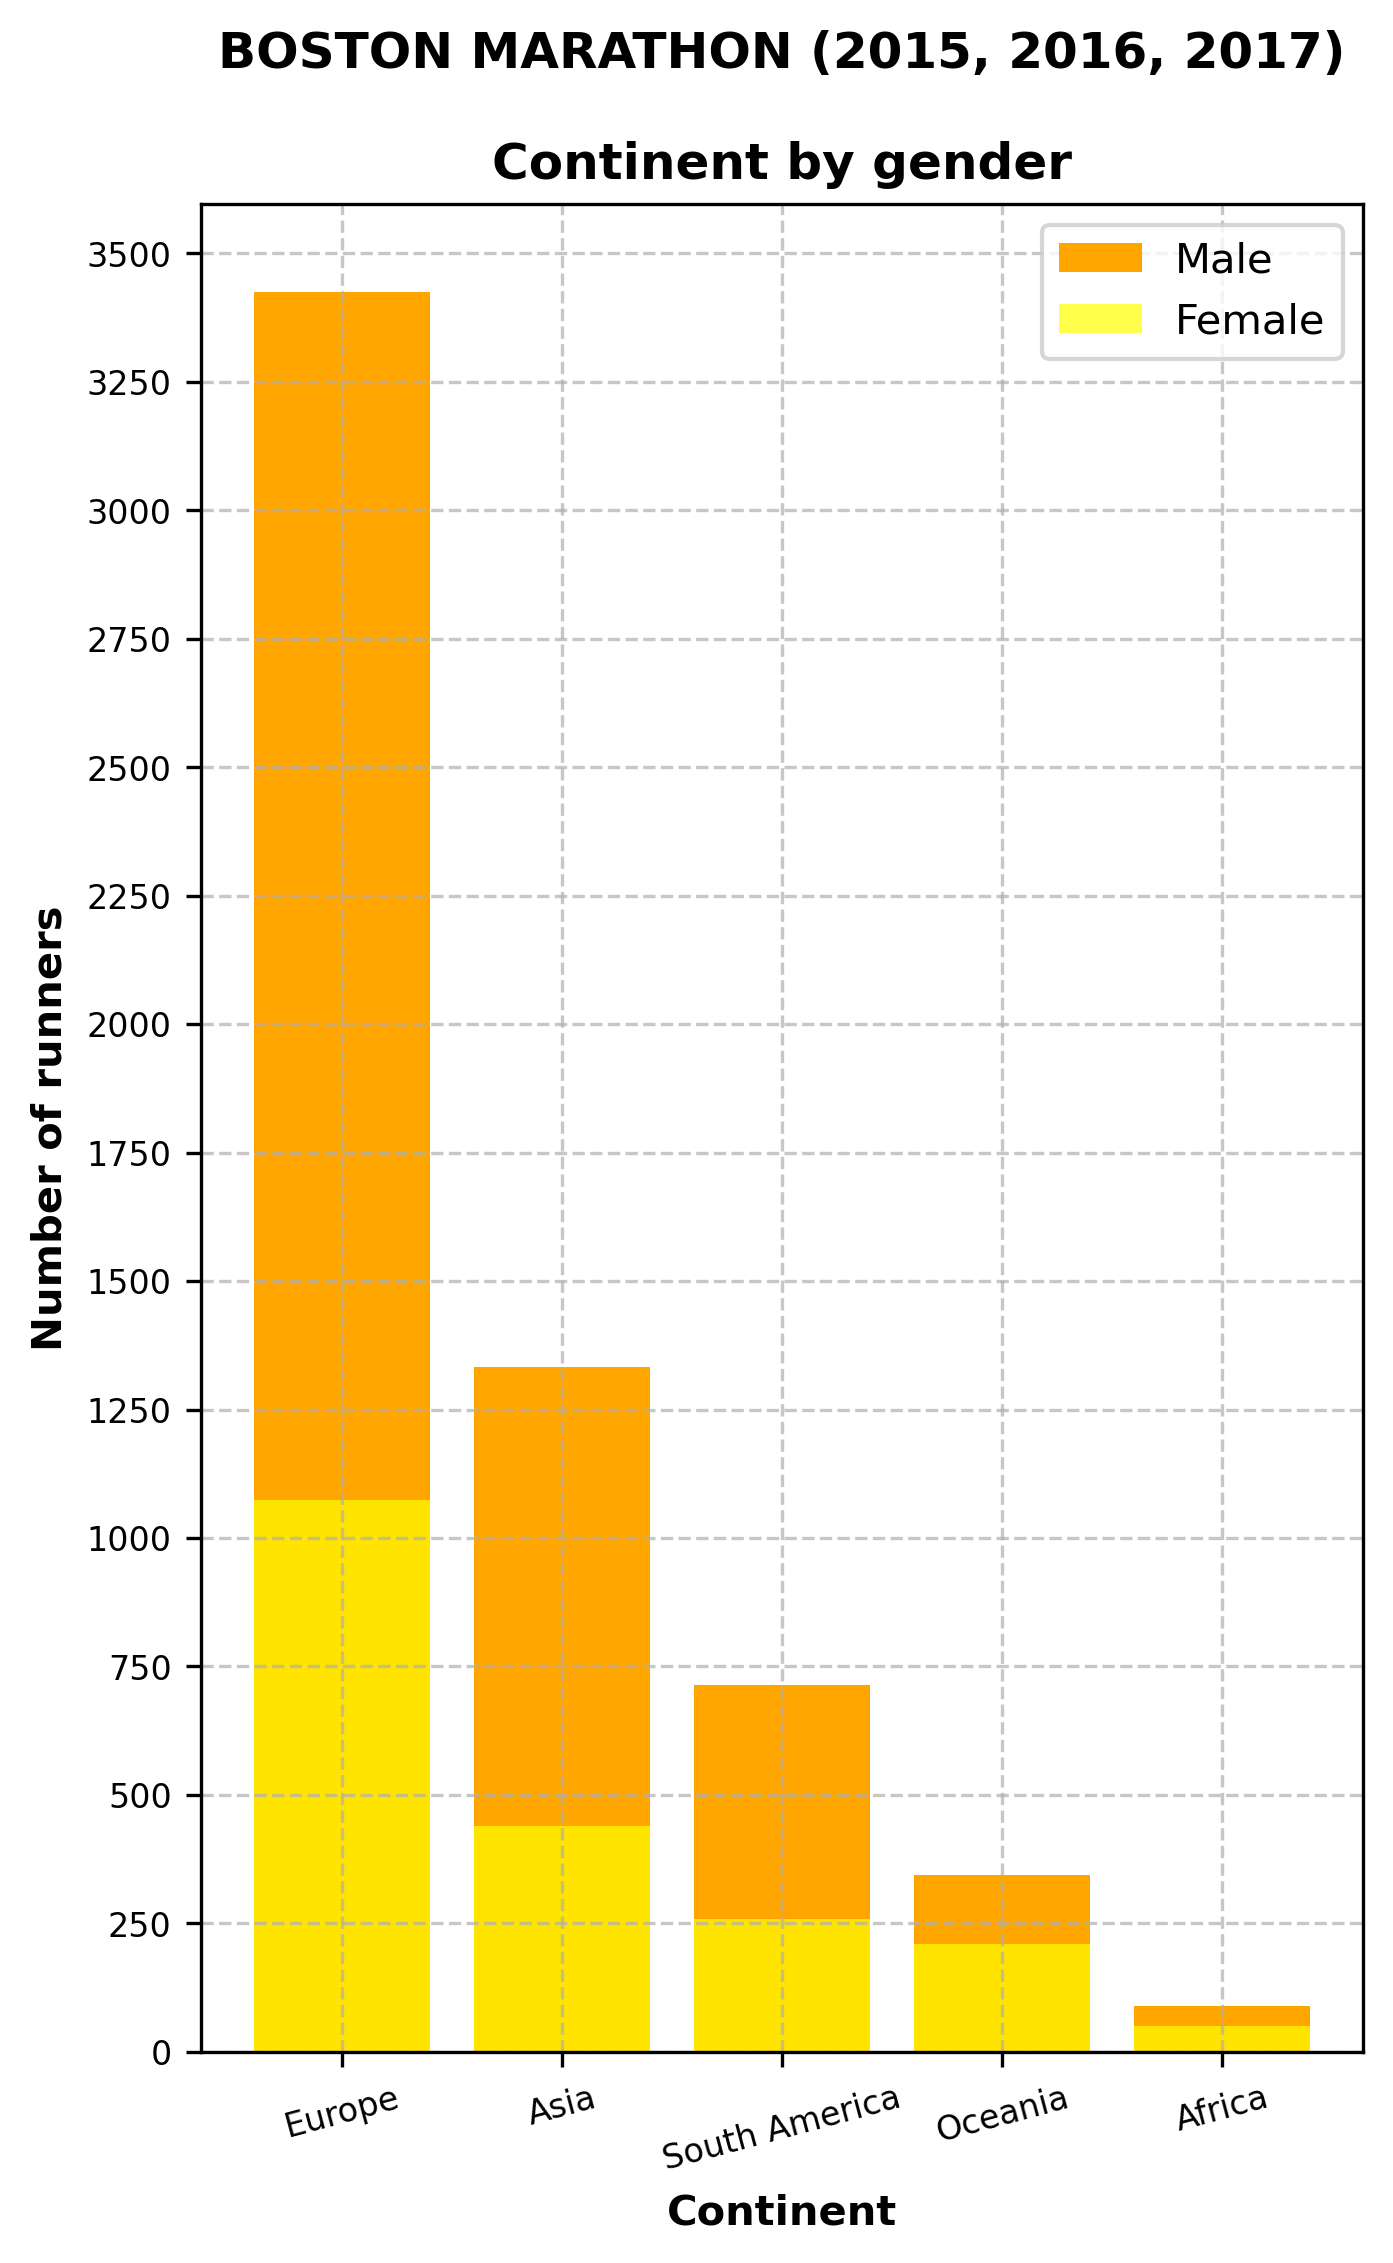 BOSTON MARATHON (2015, 2016, 2017)
Continent by gender
Male
Female
3500
3250
3000
2750
2500
2250
2000
1750
1500
1250
1000
750
500
250
0
Number of runners
Europe
Asia
South America
Oceania
Africa
Continent